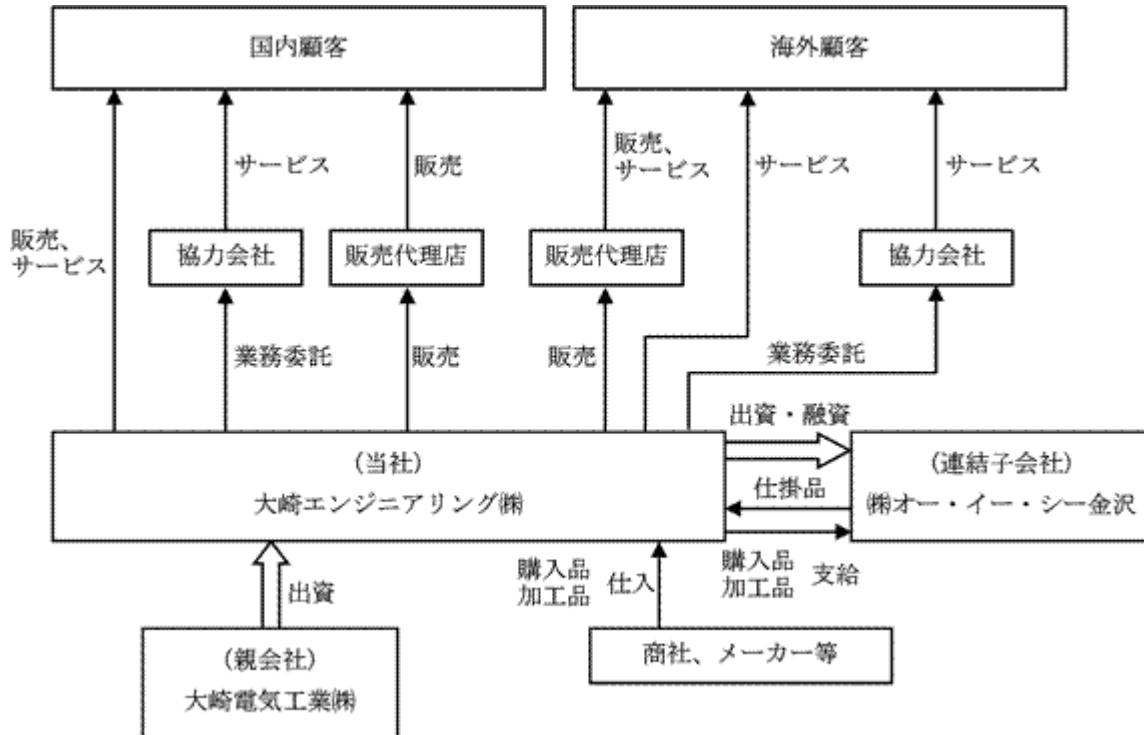 国内顧客
海外顧客
サービス
販売
販売、
サービス
サービス
サービス
販売、
サービス
協力会社
販売代理店
販売代理店
協力会社
業務委託
販売
販売
業務委託
出資・融資
(当社)
大崎エンジニアリング㈱
(連結子会社)
㈱オー・イー・シー金沢
仕掛品
購入品
加工品
仕入
購入品
加工品
支給
出資
(親会社)
大崎電気工業㈱
商社、メーカー等